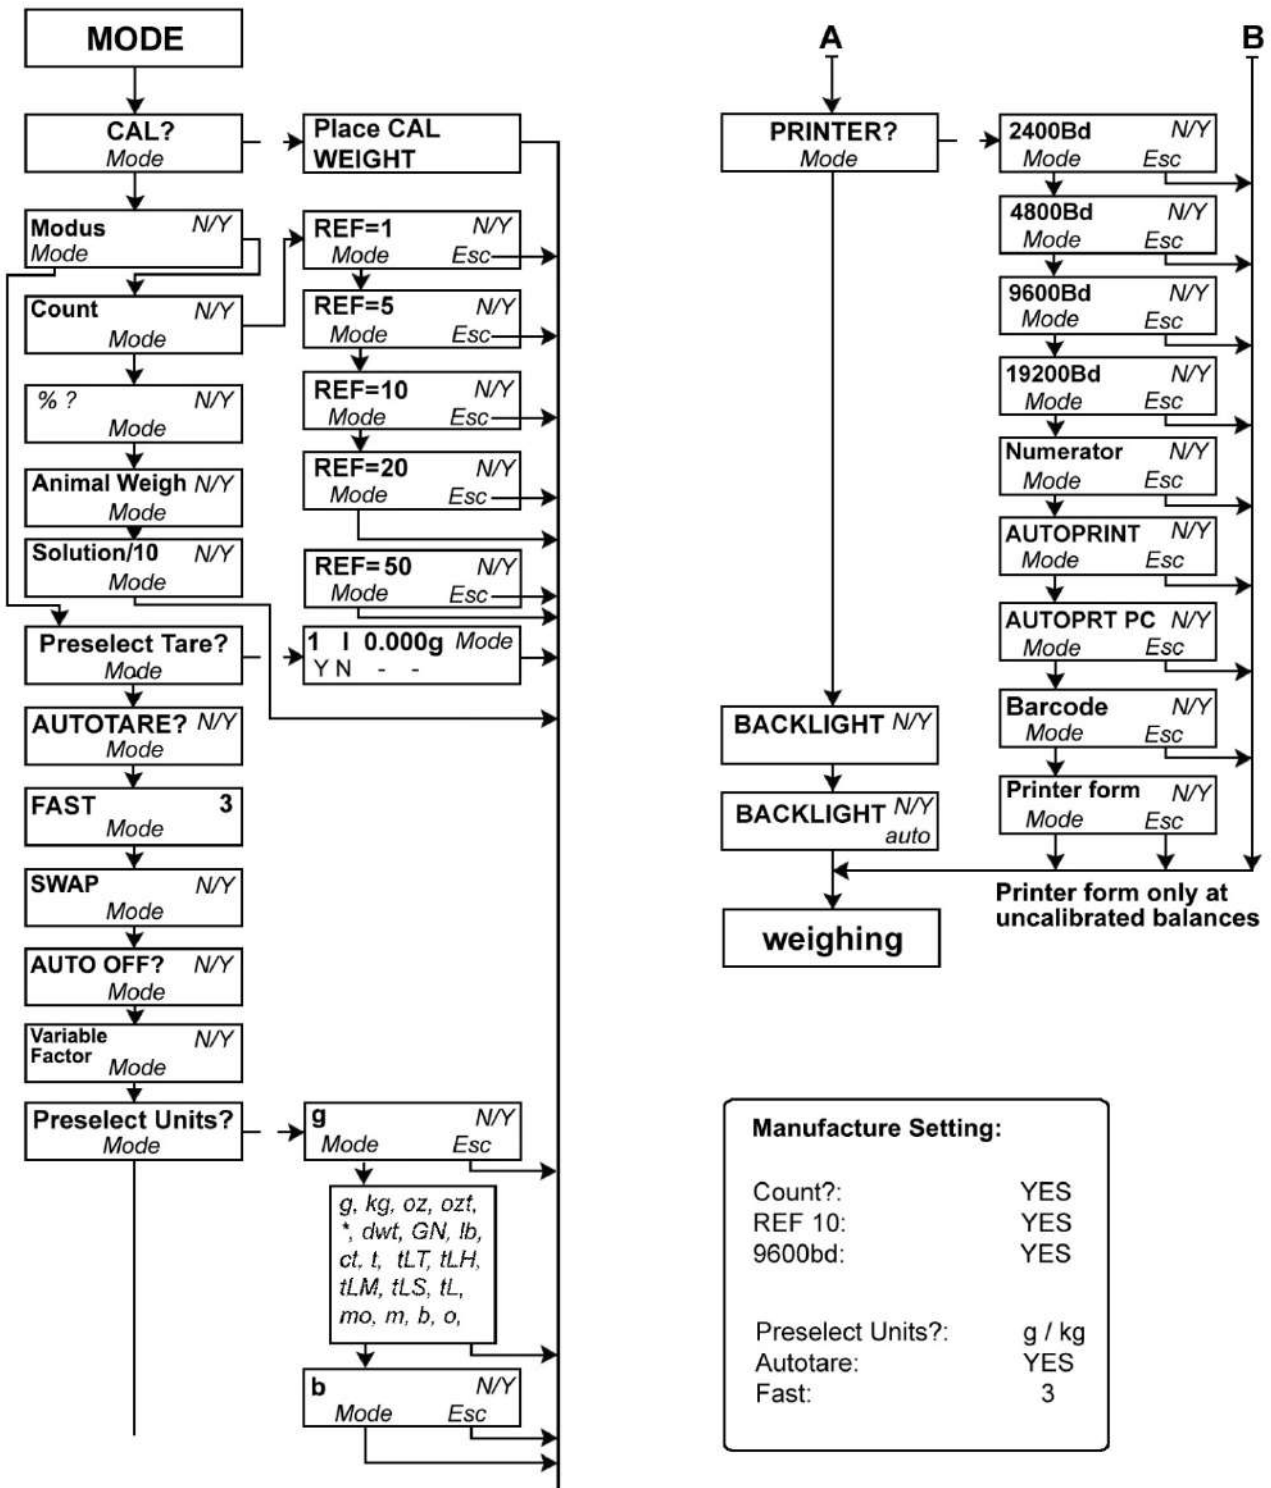 MODE
CAL?
Mode
Place CAL
WEIGHT
Modus N/Y
Mode
REF=1 N/Y
Mode Esc
Count N/Y
Mode
REF=5 N/Y
Mode Esc
% ? N/Y
Mode
REF=10 N/Y
Mode Esc
Animal Weigh N/Y
Mode
REF=20 N/Y
Mode Esc
Solution/10 N/Y
Mode
REF=50 N/Y
Mode Esc
Preselect Tare?
Mode
1 I 0.000g Mode
Y N - -
AUTOTARE? N/Y
Mode
FAST 3
Mode
SWAP N/Y
Mode
AUTO OFF? N/Y
Mode
Variable
Factor N/Y
Mode
Preselect Units?
Mode
g N/Y
Mode Esc
g, kg, oz, ozt,
*, dwt, GN, lb,
ct, t, tLT, tLH,
tLM, tLS, tL,
mo, m, b, o,
b N/Y
Mode Esc
A
B
PRINTER?
Mode
2400Bd N/Y
Mode Esc
4800Bd N/Y
Mode Esc
9600Bd N/Y
Mode Esc
19200Bd N/Y
Mode Esc
Numerator N/Y
Mode Esc
AUTOPRINT N/Y
Mode Esc
AUTOPRT PC N/Y
Mode Esc
Barcode N/Y
Mode Esc
Printer form N/Y
Mode Esc
BACKLIGHT N/Y
BACKLIGHT N/Y
auto
Printer form only at
uncalibrated balances
weighing
Manufacture Setting:
Count?: YES
REF 10: YES
9600bd: YES
Preselect Units?: g / kg
Autotare: YES
Fast: 3